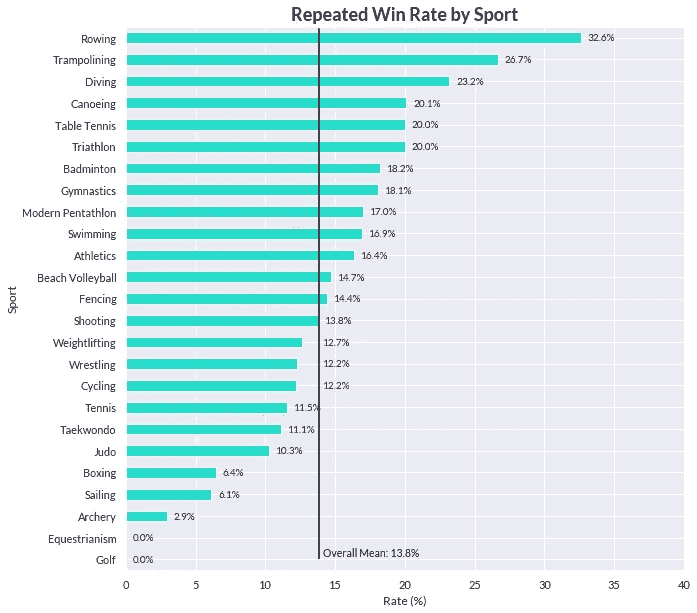 Repeated Win Rate by Sport
Rowing 32.6%
Trampolining 26.7%
Diving 23.2%
Canoeing 20.1%
Table Tennis 20.0%
Triathlon 20.0%
Badminton 18.2%
Gymnastics 18.1%
Modern Pentathlon 17.0%
Swimming 16.9%
Athletics 16.4%
Beach Volleyball 14.7%
Fencing 14.4%
Sport
Shooting 13.8%
Weightlifting 12.7%
Wrestling 12.2%
Cycling 12.2%
Tennis 11.5%
Taekwondo 11.1%
Judo 10.3%
Boxing 6.4%
Sailing 6.1%
Archery 2.9%
Equestrianism 0.0%
Overall Mean: 13.8%
Golf 0.0%
0 5 10 15 20 25 30 35 40
Rate (%)